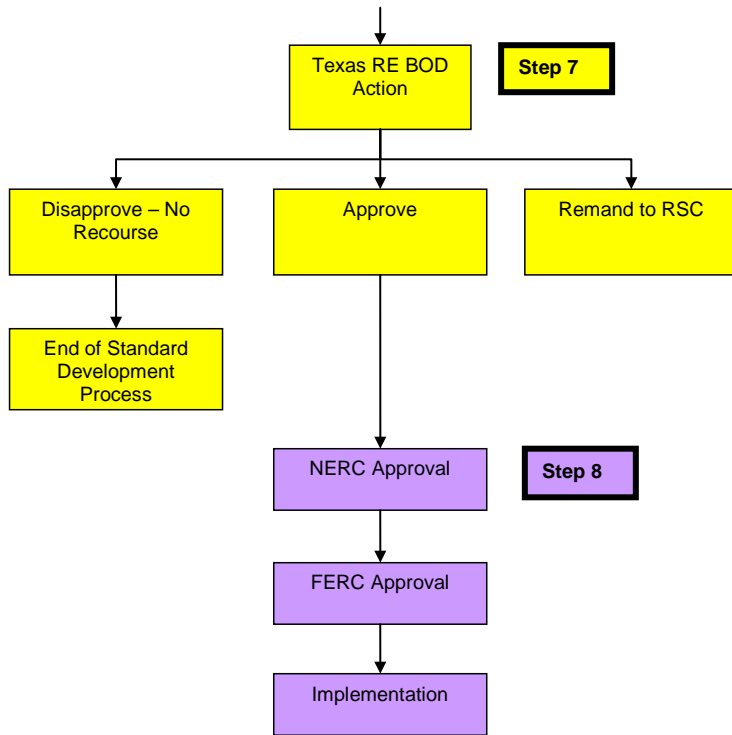 Texas RE BOD
Action
Step 7
Disapprove – No
Recourse
Approve
Remand to RSC
End of Standard
Development
Process
NERC Approval
Step 8
FERC Approval
Implementation